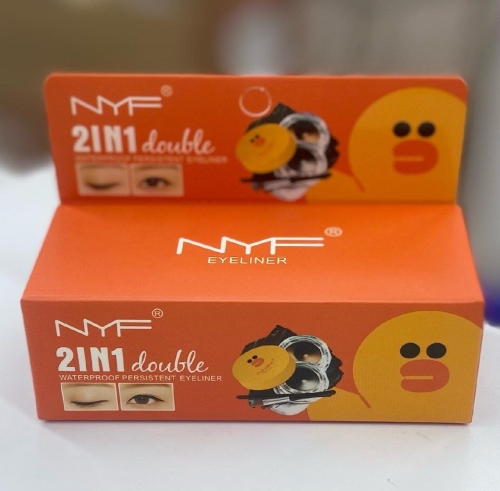 NYF®
2IN1 double
WATERPROOF PERSISTENT EYELINER
NYF®
EYELINER
NYF®
2IN1 double
WATERPROOF PERSISTENT EYELINER